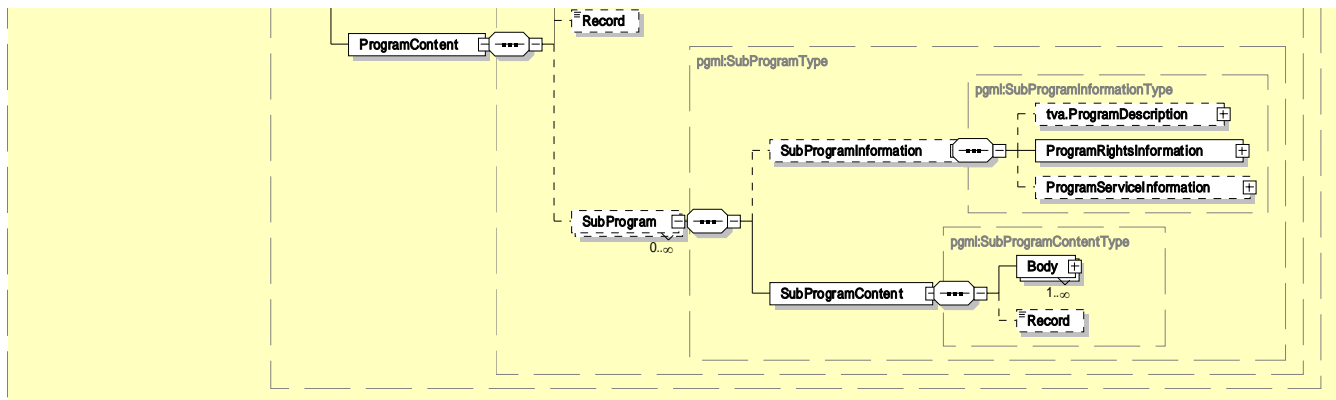 Record
ProgramContent
pgml:SubProgramType
pgml:SubProgramInformationType
tva.ProgramDescription
SubProgramInformation
ProgramRightsInformation
ProgramServiceInformation
SubProgram
0..∞
pgml:SubProgramContentType
Body
1..∞
SubProgramContent
Record